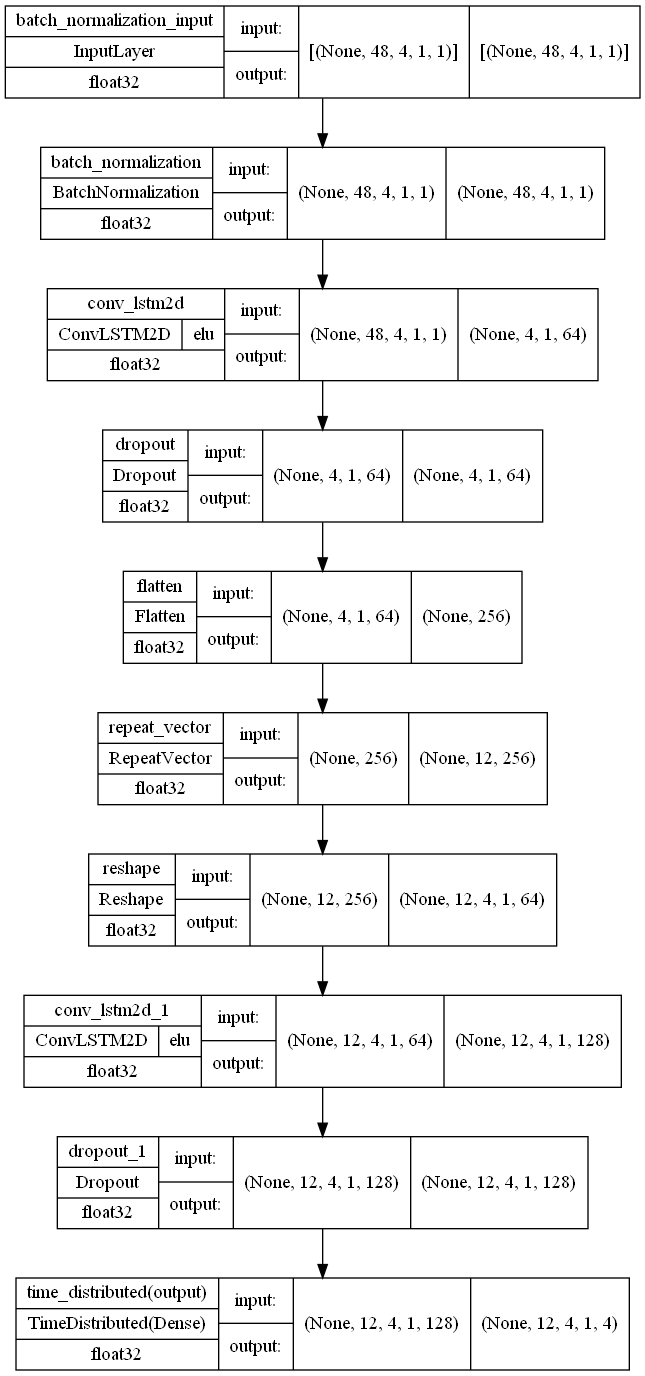 batch_normalization_input
InputLayer
float32
input:
output:
[(None, 48, 4, 1, 1)]
[(None, 48, 4, 1, 1)]
batch_normalization
BatchNormalization
float32
input:
output:
(None, 48, 4, 1, 1)
(None, 48, 4, 1, 1)
conv_lstm2d
ConvLSTM2D
elu
float32
input:
output:
(None, 48, 4, 1, 1)
(None, 4, 1, 64)
dropout
Dropout
float32
input:
output:
(None, 4, 1, 64)
(None, 4, 1, 64)
flatten
Flatten
float32
input:
output:
(None, 4, 1, 64)
(None, 256)
repeat_vector
RepeatVector
float32
input:
output:
(None, 256)
(None, 12, 256)
reshape
Reshape
float32
input:
output:
(None, 12, 256)
(None, 12, 4, 1, 64)
conv_lstm2d_1
ConvLSTM2D
elu
float32
input:
output:
(None, 12, 4, 1, 64)
(None, 12, 4, 1, 128)
dropout_1
Dropout
float32
input:
output:
(None, 12, 4, 1, 128)
(None, 12, 4, 1, 128)
time_distributed(output)
TimeDistributed(Dense)
float32
input:
output:
(None, 12, 4, 1, 128)
(None, 12, 4, 1, 4)